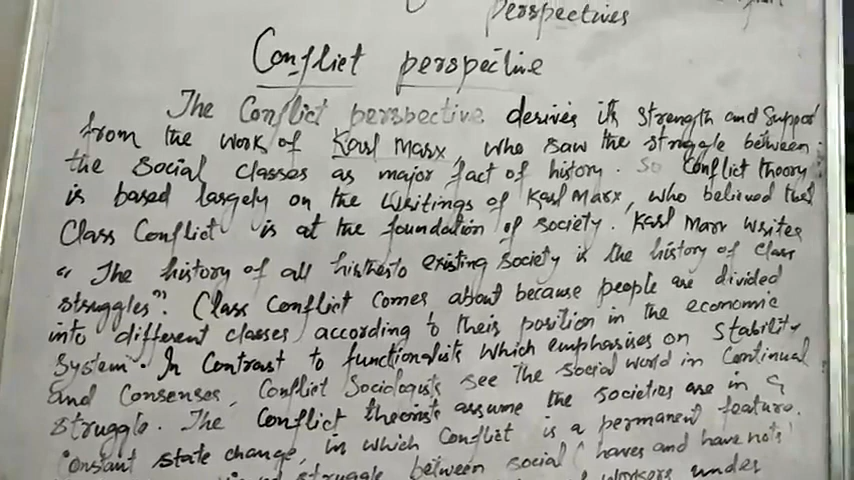 Perspectives
Conflict perspective
The Conflict perspective derives its strength and support
from the work of Karl Marx, who saw the struggle between
the social classes as major fact of history. So Conflict theory
is based largely on the writings of Karl Marx, who believed that
Class Conflict is at the foundation of society. Karl Marx writes
"The history of all hitherto existing society is the history of class
struggles". Class Conflict comes about because people are divided
into different classes according to their position in the economic
system. In Contrast to functionalists which emphasises on Stability
and Consenses, Conflict Sociologists see the social world in Continual
struggle. The Conflict theorists assume the societies are in a
Constant state change, in which Conflict is a permanent feature.
struggle between social (haves and have nots)
workers under